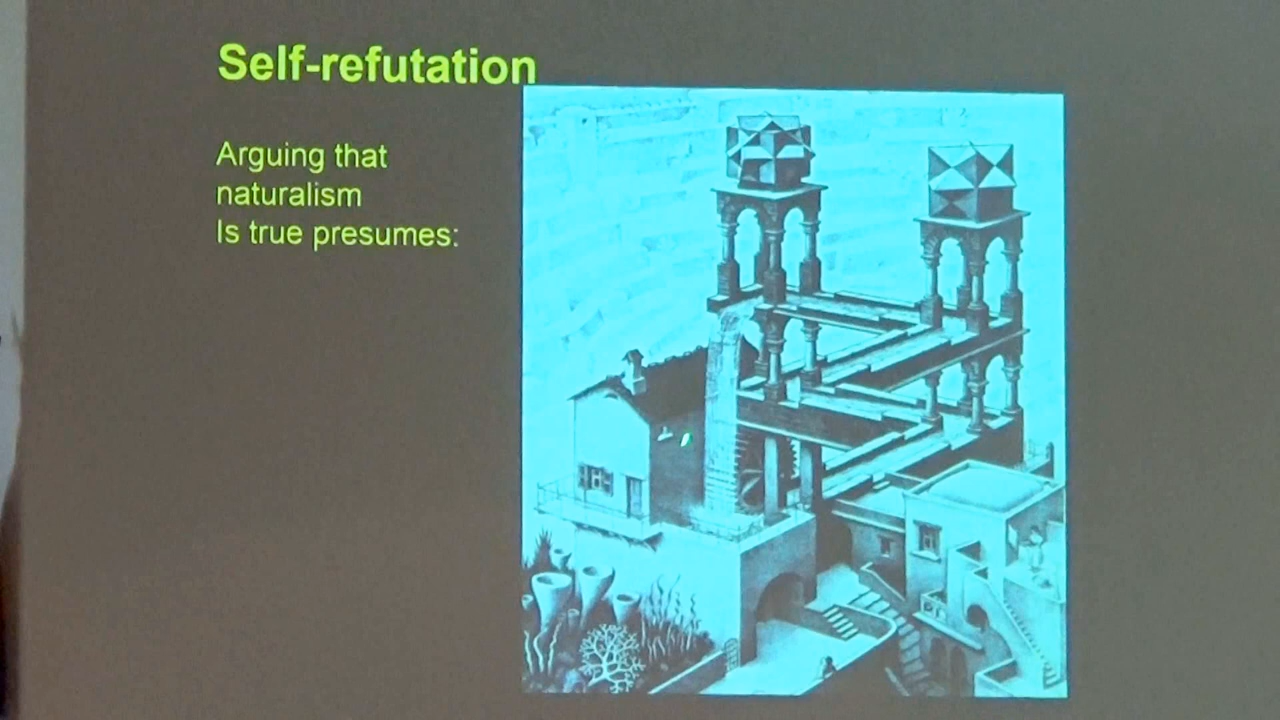 Self-refutation
Arguing that
naturalism
Is true presumes: